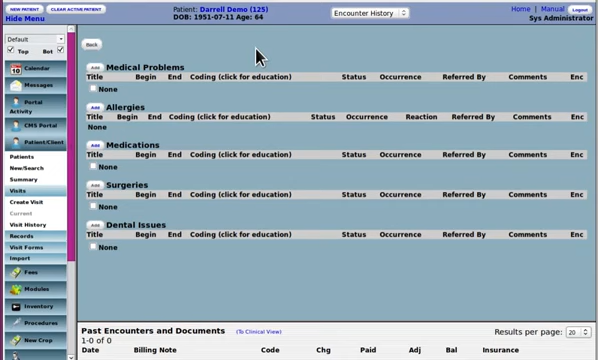 NEW PATIENT CLEAR ACTIVE PATIENT
Hide Menu
Patient: Darrell Demo (125)
DOB: 1951-07-11 Age: 64
Encounter History
Home | Manual Logout
Sys Administrator
Default
Top Bot
Calendar
Messages
Portal
Activity
CMS Portal
Patient/Client
Patients
New/Search
Summary
Visits
Create Visit
Current
Visit History
Records
Visit Forms
Import
Fees
Modules
Inventory
Procedures
New Crop
Back
Add Medical Problems
Title Begin End Coding (click for education) Status Occurrence Referred By Comments Enc
None
Add Allergies
Title Begin End Coding (click for education) Status Occurrence Reaction Referred By Comments Enc
None
Add Medications
Title Begin End Coding (click for education) Status Occurrence Referred By Comments Enc
None
Add Surgeries
Title Begin End Coding (click for education) Status Occurrence Referred By Comments Enc
None
Add Dental Issues
Title Begin End Coding (click for education) Status Occurrence Referred By Comments Enc
None
Past Encounters and Documents (To Clinical View) Results per page: 20
1-0 of 0
Date Billing Note Code Chg Paid Adj Bal Insurance